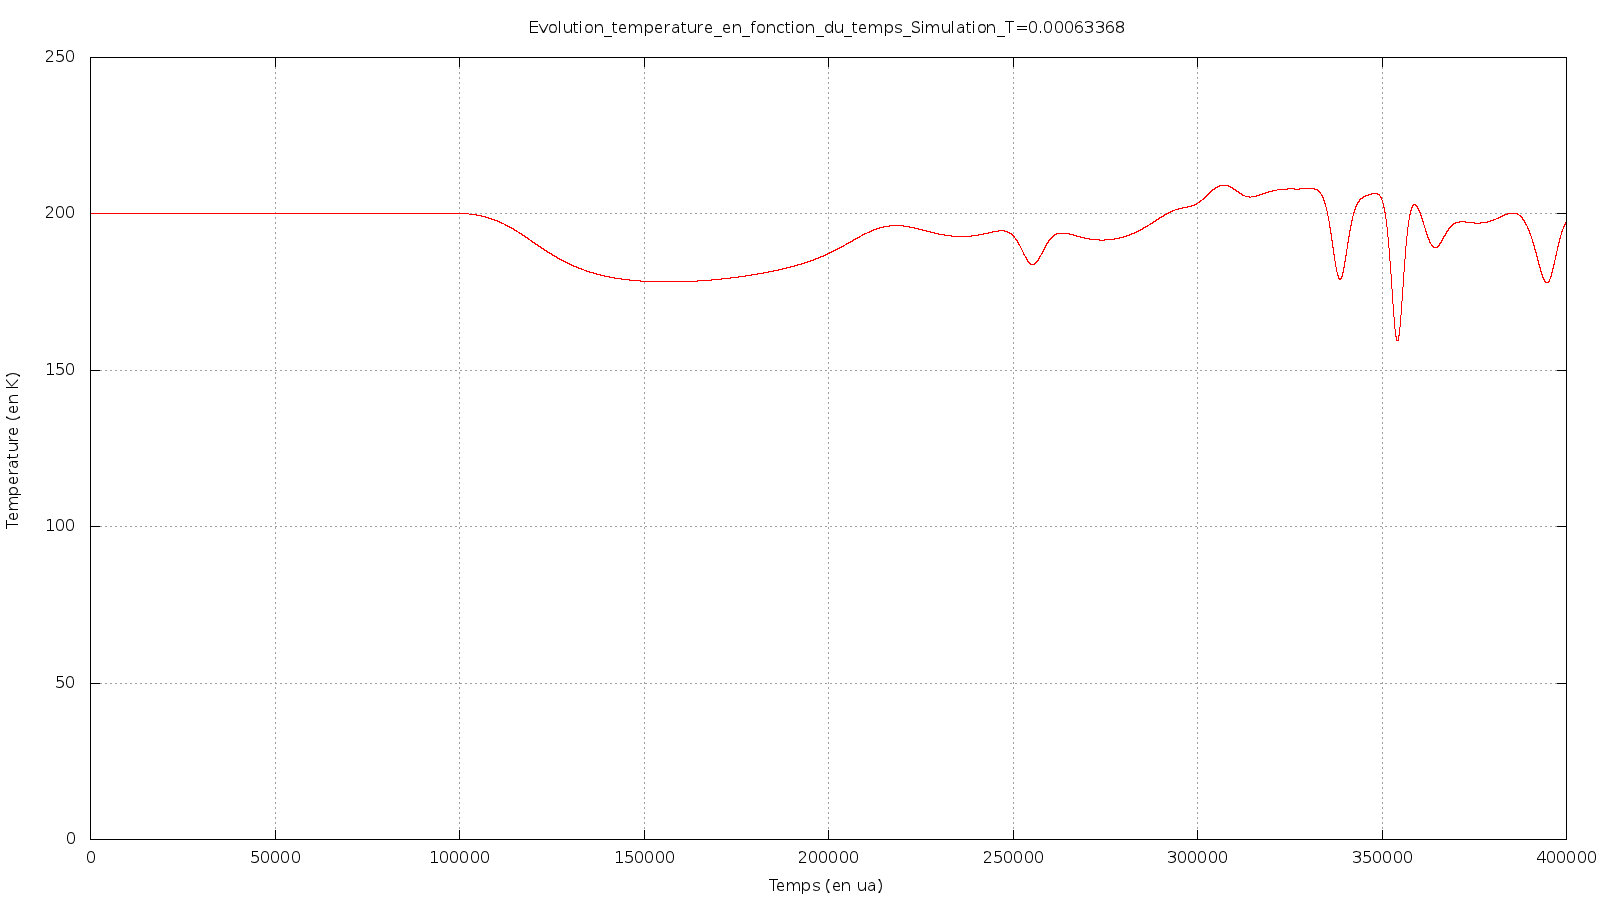 Evolution_temperature_en_fonction_du_temps_Simulation_T=0.00063368
250
200
150
100
50
0
Temperature (en K)
0 50000 100000 150000 200000 250000 300000 350000 400000
Temps (en ua)